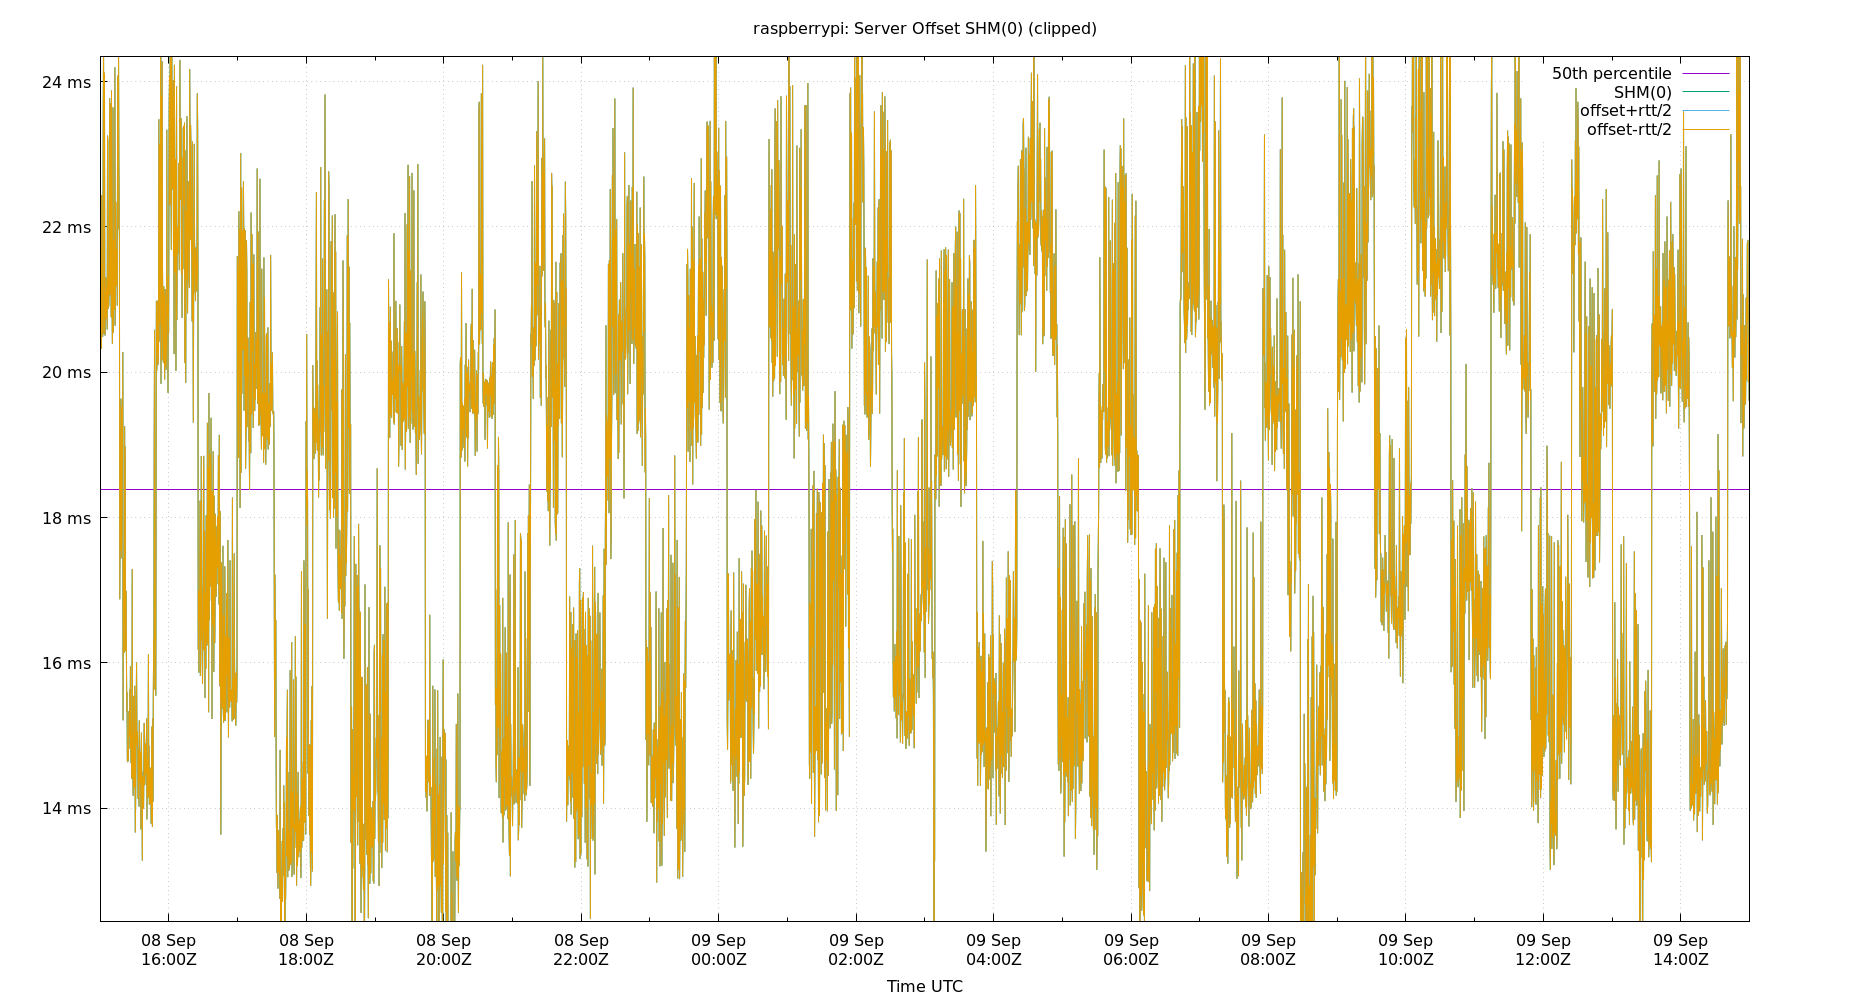 raspberrypi: Server Offset SHM(0) (clipped)
24 ms
22 ms
20 ms
18 ms
16 ms
14 ms
50th percentile
SHM(0)
offset+rtt/2
offset-rtt/2
08 Sep 08 Sep 08 Sep 08 Sep 09 Sep 09 Sep 09 Sep 09 Sep 09 Sep 09 Sep 09 Sep 09 Sep
16:00Z 18:00Z 20:00Z 22:00Z 00:00Z 02:00Z 04:00Z 06:00Z 08:00Z 10:00Z 12:00Z 14:00Z
Time UTC